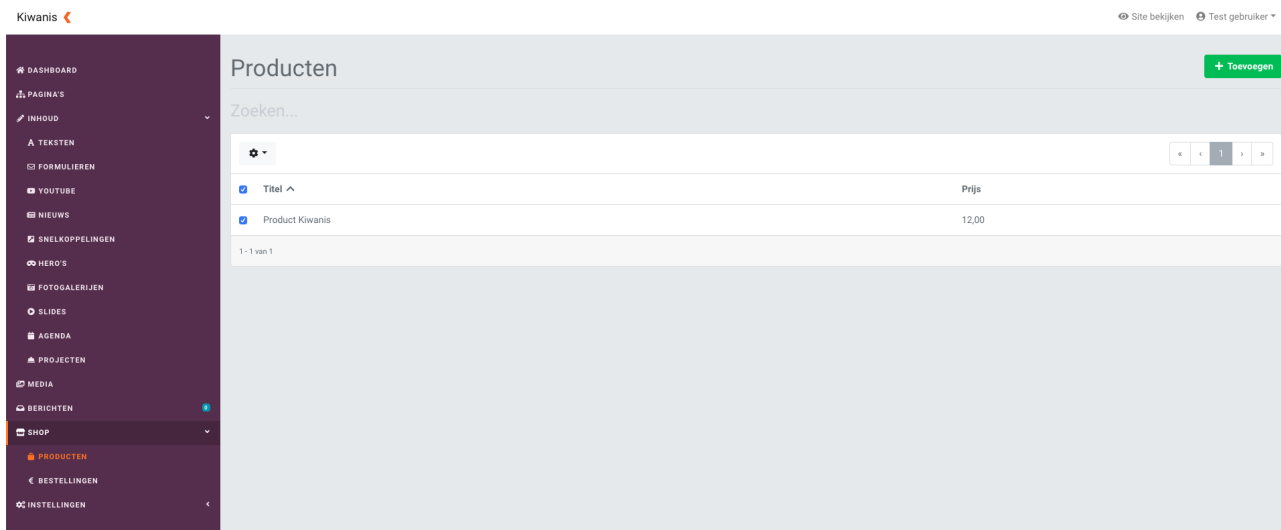 Kiwanis
Site bekijken Test gebruiker
DASHBOARD
PAGINA'S
INHOUD
TEKSTEN
FORMULIEREN
YOUTUBE
NIEUWS
SNELKOPPELINGEN
HERO'S
FOTOGALERIJEN
SLIDES
AGENDA
PROJECTEN
MEDIA
BERICHTEN 0
SHOP
PRODUCTEN
BESTELLINGEN
INSTELLINGEN
Producten
+ Toevoegen
Zoeken...
« ‹ 1 › »
Titel Prijs
Product Kiwanis 12,00
1 - 1 van 1